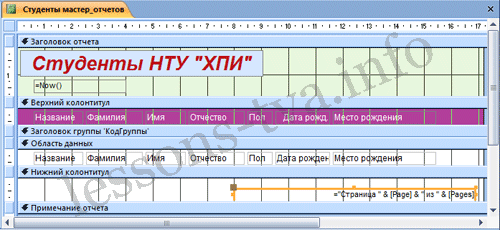 Студенты мастер_отчетов
Заголовок отчета
Студенты НТУ "ХПИ"
=Now()
Верхний колонтитул
Название Фамилия Имя Отчество Пол Дата рожд. Место рождения
Заголовок группы 'КодГруппы'
Область данных
Название Фамилия Имя Отчество Пол Дата рожден Место рождения
Нижний колонтитул
="Страница " & [Page] & " из " & [Pages]
Примечание отчета
lessons-tva.info